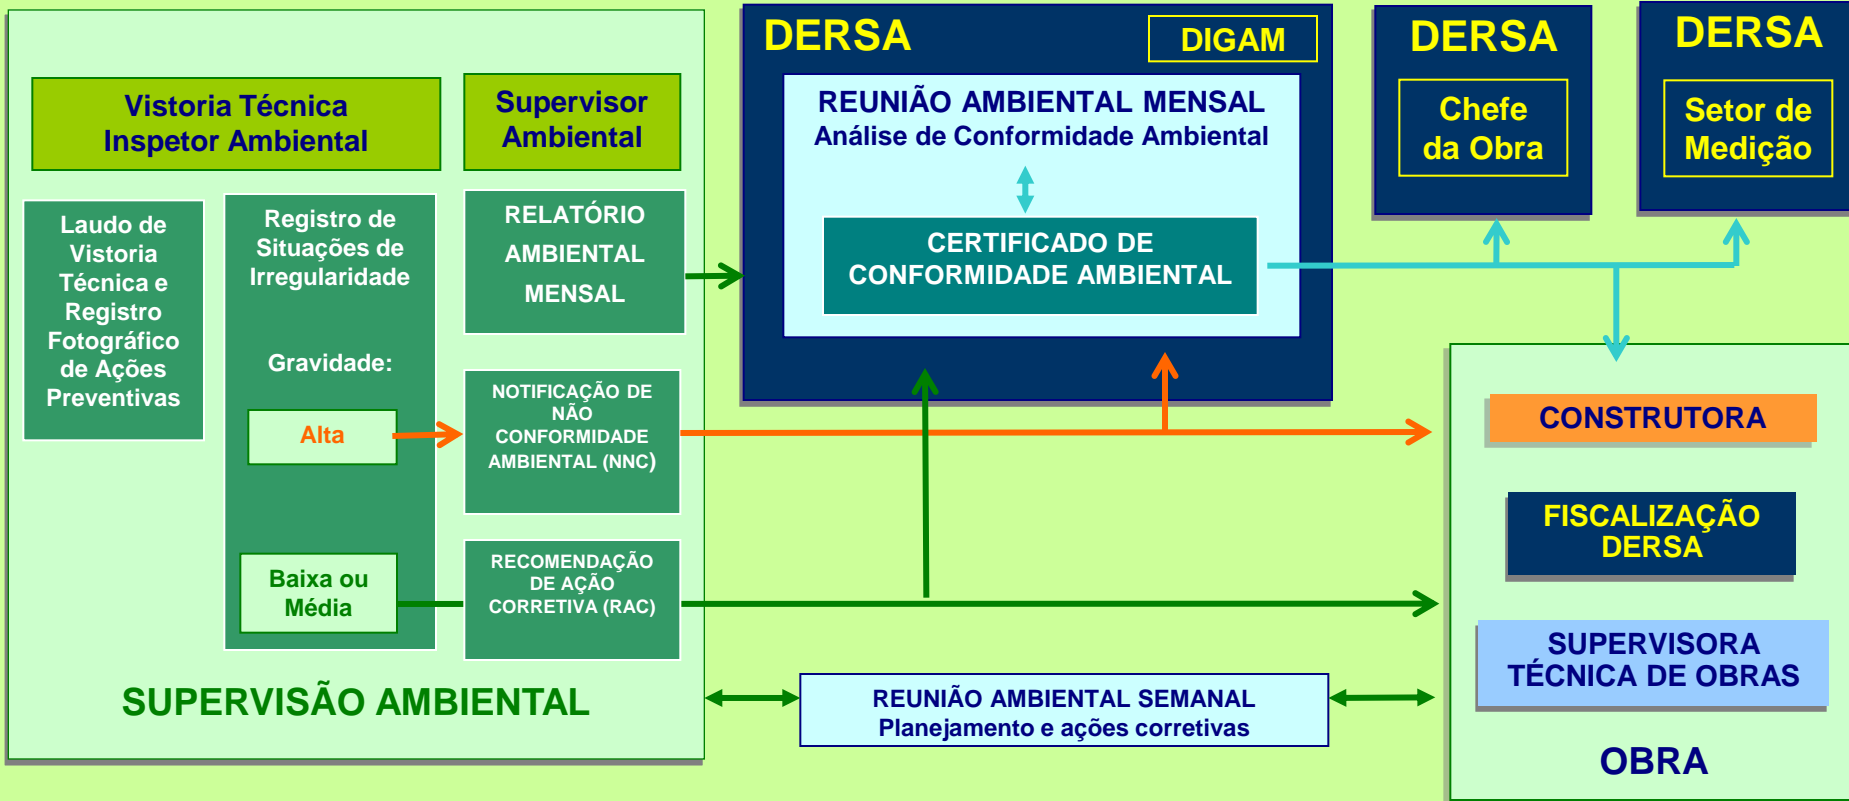 Vistoria Técnica
Inspetor Ambiental
Supervisor
Ambiental
Laudo de
Vistoria
Técnica e
Registro
Fotográfico
de Ações
Preventivas
Registro de
Situações de
Irregularidade
Gravidade:
Alta
Baixa ou
Média
RELATÓRIO
AMBIENTAL
MENSAL
NOTIFICAÇÃO DE
NÃO
CONFORMIDADE
AMBIENTAL (NNC)
RECOMENDAÇÃO
DE AÇÃO
CORRETIVA (RAC)
SUPERVISÃO AMBIENTAL
DERSA
DIGAM
REUNIÃO AMBIENTAL MENSAL
Análise de Conformidade Ambiental
CERTIFICADO DE
CONFORMIDADE AMBIENTAL
DERSA
Chefe
da Obra
DERSA
Setor de
Medição
REUNIÃO AMBIENTAL SEMANAL
Planejamento e ações corretivas
CONSTRUTORA
FISCALIZAÇÃO
DERSA
SUPERVISORA
TÉCNICA DE OBRAS
OBRA